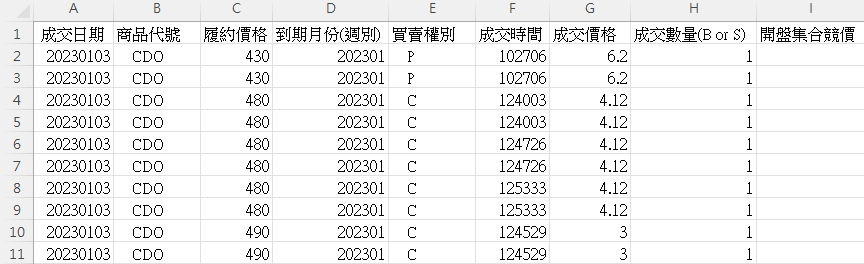 A B C D E F G H I
1 成交日期 商品代號 履約價格 到期月份(週別) 買賣權別 成交時間 成交價格 成交數量(B or S) 開盤集合競價
2 20230103 CDO 430 202301 P 102706 6.2 1
3 20230103 CDO 430 202301 P 102706 6.2 1
4 20230103 CDO 480 202301 C 124003 4.12 1
5 20230103 CDO 480 202301 C 124003 4.12 1
6 20230103 CDO 480 202301 C 124726 4.12 1
7 20230103 CDO 480 202301 C 124726 4.12 1
8 20230103 CDO 480 202301 C 125333 4.12 1
9 20230103 CDO 480 202301 C 125333 4.12 1
10 20230103 CDO 490 202301 C 124529 3 1
11 20230103 CDO 490 202301 C 124529 3 1